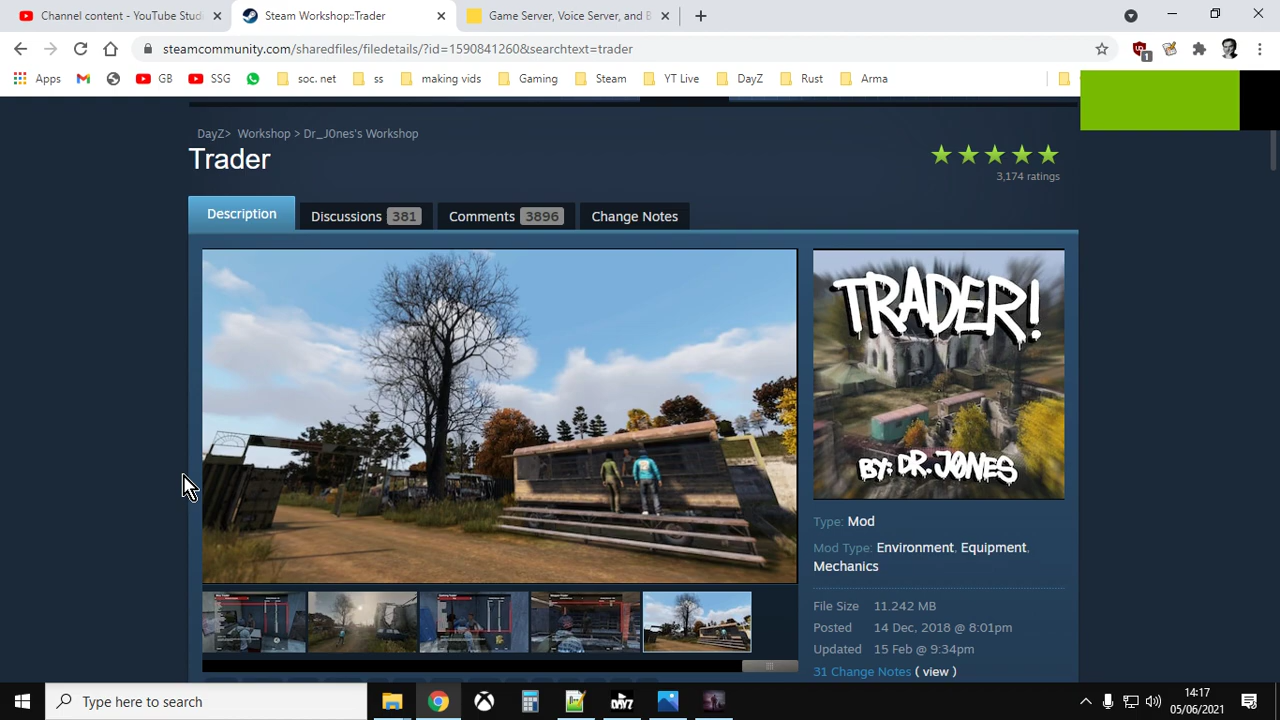 Channel content - YouTube Stud
Steam Workshop::Trader
Game Server, Voice Server, and B
steamcommunity.com/sharedfiles/filedetails/?id=1590841260&searchtext=trader
1
Apps
GB
SSG
soc. net
ss
making vids
Gaming
Steam
YT Live
DayZ
Rust
Arma
DayZ> Workshop > Dr_J0nes's Workshop
Trader
3,174 ratings
Description
Discussions 381
Comments 3896
Change Notes
TRADER!
BY: DR. J0NES
Type: Mod
Mod Type: Environment, Equipment,
Mechanics
File Size 11.242 MB
Posted 14 Dec, 2018 @ 8:01pm
Updated 15 Feb @ 9:34pm
31 Change Notes ( view )
Type here to search
DAYZ
14:17
05/06/2021